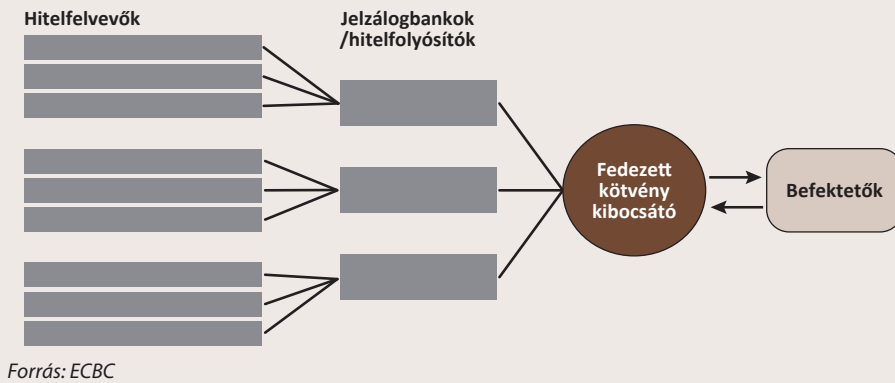 Hitelfelvevők
Jelzálogbankok
/hitelfolyósítók
Fedezett
kötvény
kibocsátó
Befektetők
Forrás: ECBC